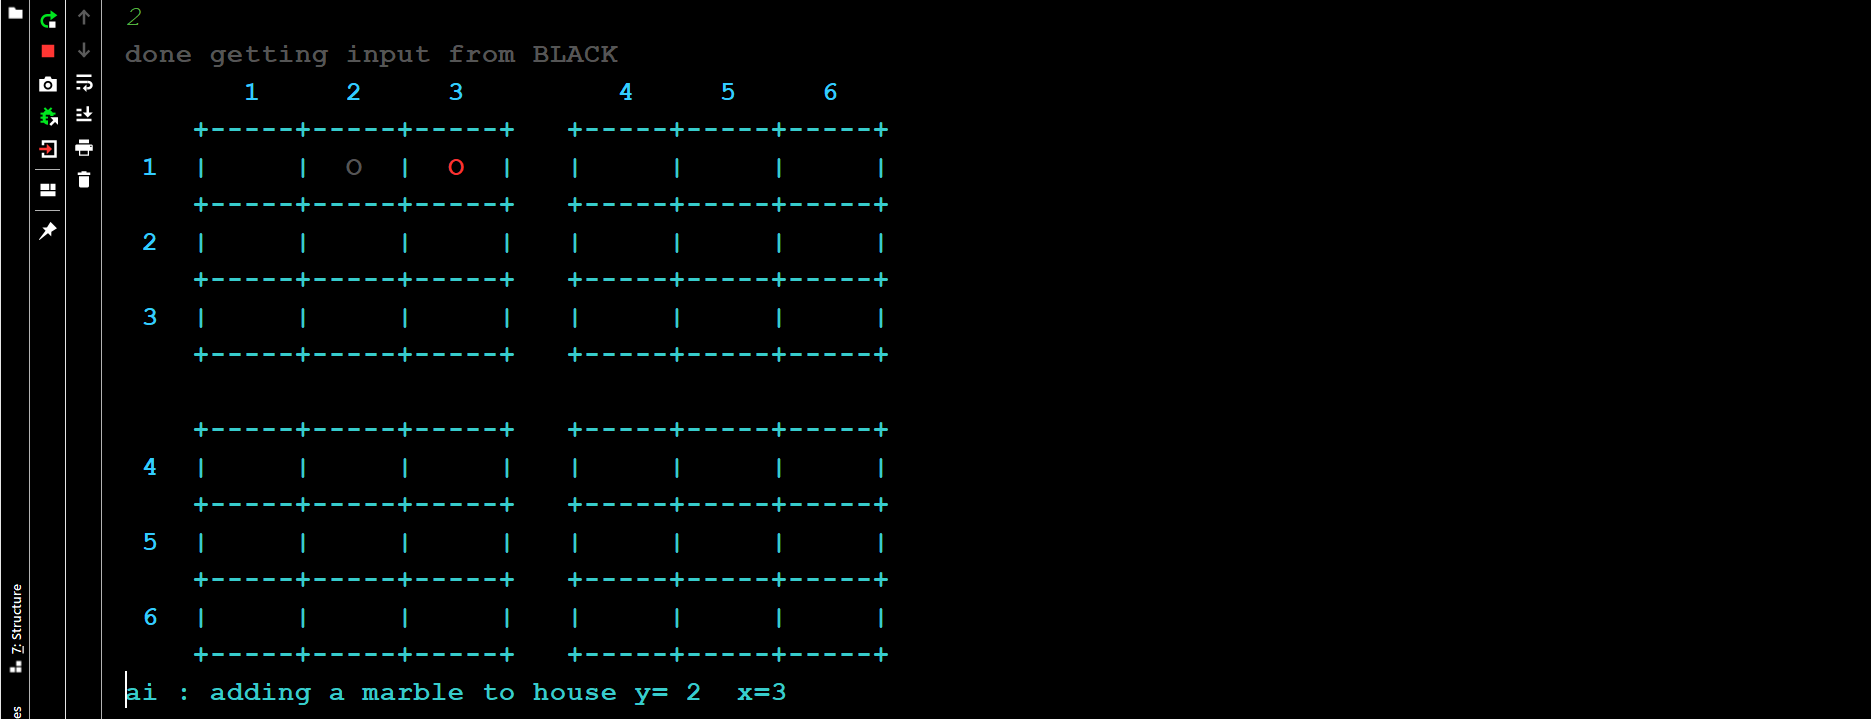 2
done getting input from BLACK
1 2 3 4 5 6
+-----+-----+-----+ +-----+-----+-----+
1 | | o | o | | | | |
+-----+-----+-----+ +-----+-----+-----+
2 | | | | | | | |
+-----+-----+-----+ +-----+-----+-----+
3 | | | | | | | |
+-----+-----+-----+ +-----+-----+-----+
+-----+-----+-----+ +-----+-----+-----+
4 | | | | | | | |
+-----+-----+-----+ +-----+-----+-----+
5 | | | | | | | |
+-----+-----+-----+ +-----+-----+-----+
6 | | | | | | | |
+-----+-----+-----+ +-----+-----+-----+
ai : adding a marble to house y= 2 x=3
7: Structure